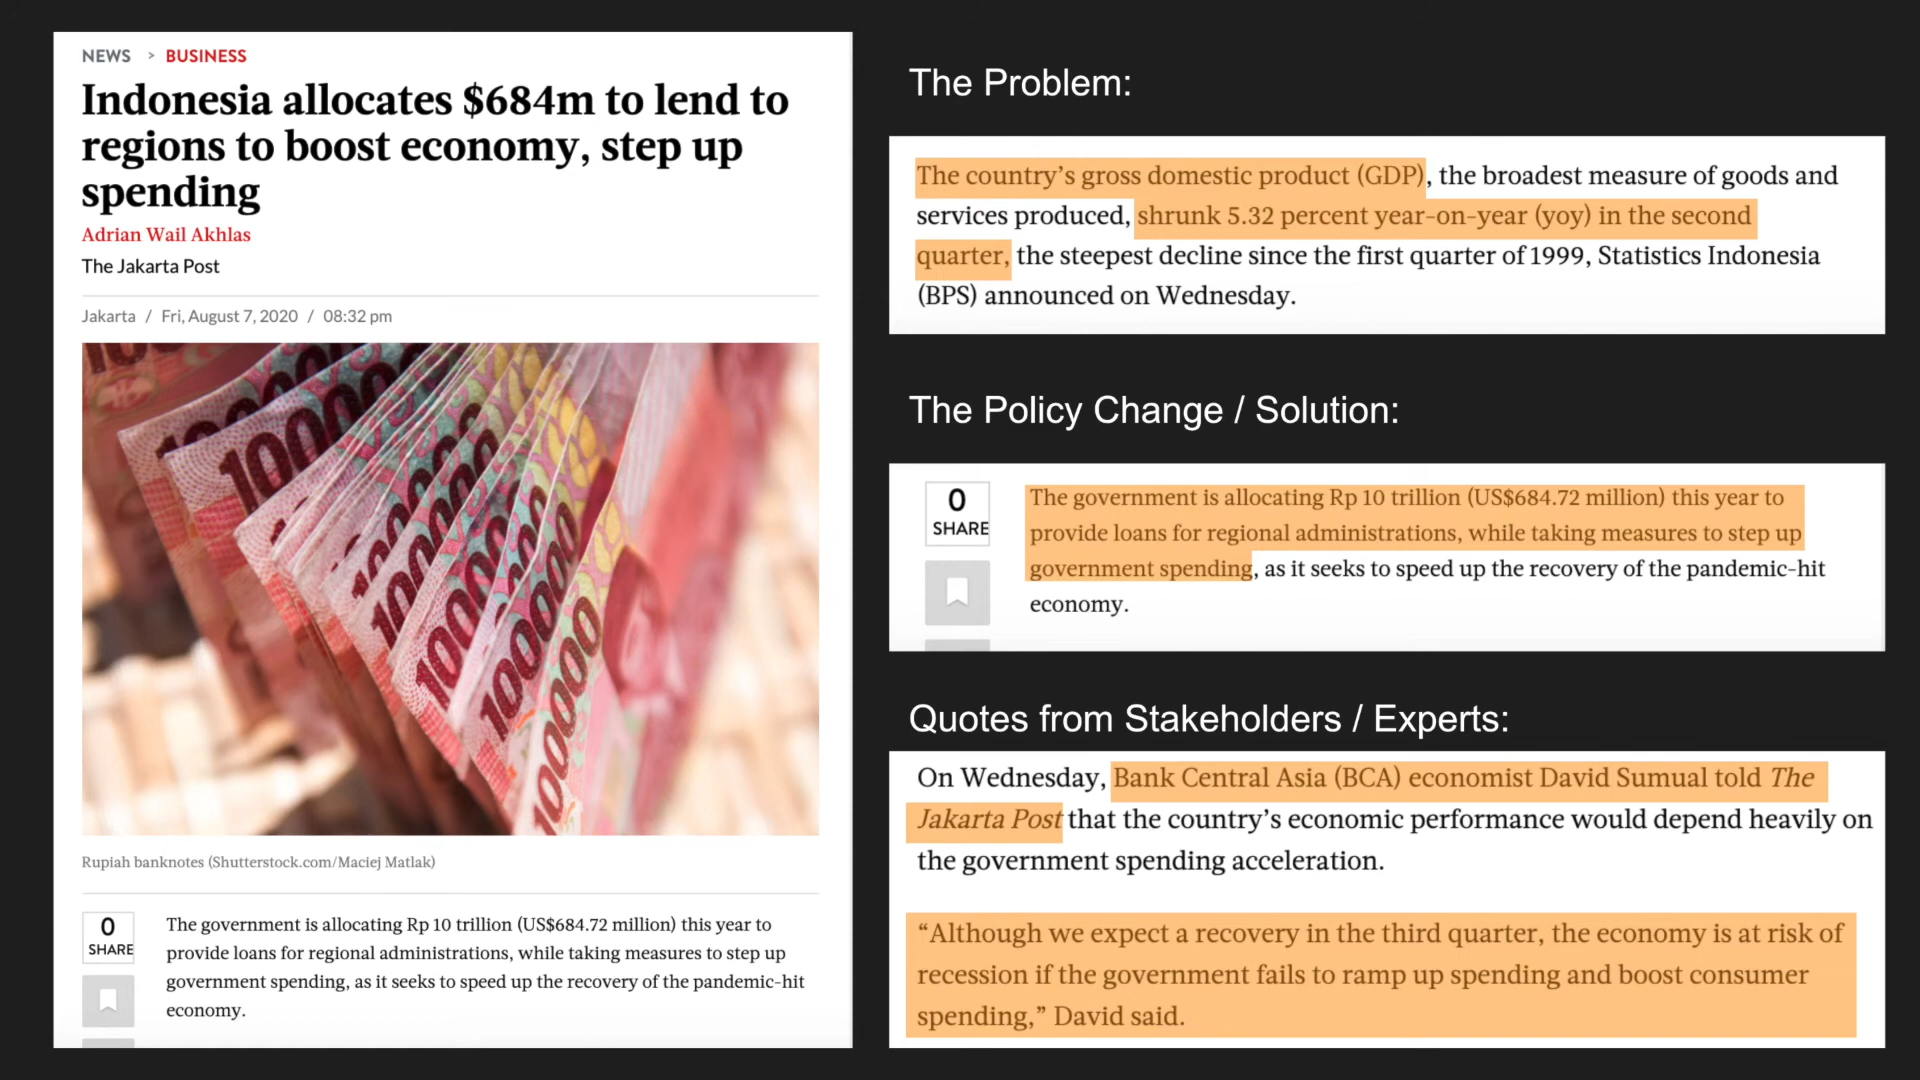 NEWS > BUSINESS
Indonesia allocates $684m to lend to
regions to boost economy, step up
spending
Adrian Wail Akhlas
The Jakarta Post
Jakarta / Fri, August 7, 2020 / 08:32 pm
100000
100000
100000
100000
100000
Rupiah banknotes (Shutterstock.com/Maciej Matlak)
0
SHARE
The government is allocating Rp 10 trillion (US$684.72 million) this year to
provide loans for regional administrations, while taking measures to step up
government spending, as it seeks to speed up the recovery of the pandemic-hit
economy.
The Problem:
The country’s gross domestic product (GDP), the broadest measure of goods and
services produced, shrunk 5.32 percent year-on-year (yoy) in the second
quarter, the steepest decline since the first quarter of 1999, Statistics Indonesia
(BPS) announced on Wednesday.
The Policy Change / Solution:
0
SHARE
The government is allocating Rp 10 trillion (US$684.72 million) this year to
provide loans for regional administrations, while taking measures to step up
government spending, as it seeks to speed up the recovery of the pandemic-hit
economy.
Quotes from Stakeholders / Experts:
On Wednesday, Bank Central Asia (BCA) economist David Sumual told The
Jakarta Post that the country’s economic performance would depend heavily on
the government spending acceleration.
“Although we expect a recovery in the third quarter, the economy is at risk of
recession if the government fails to ramp up spending and boost consumer
spending,” David said.